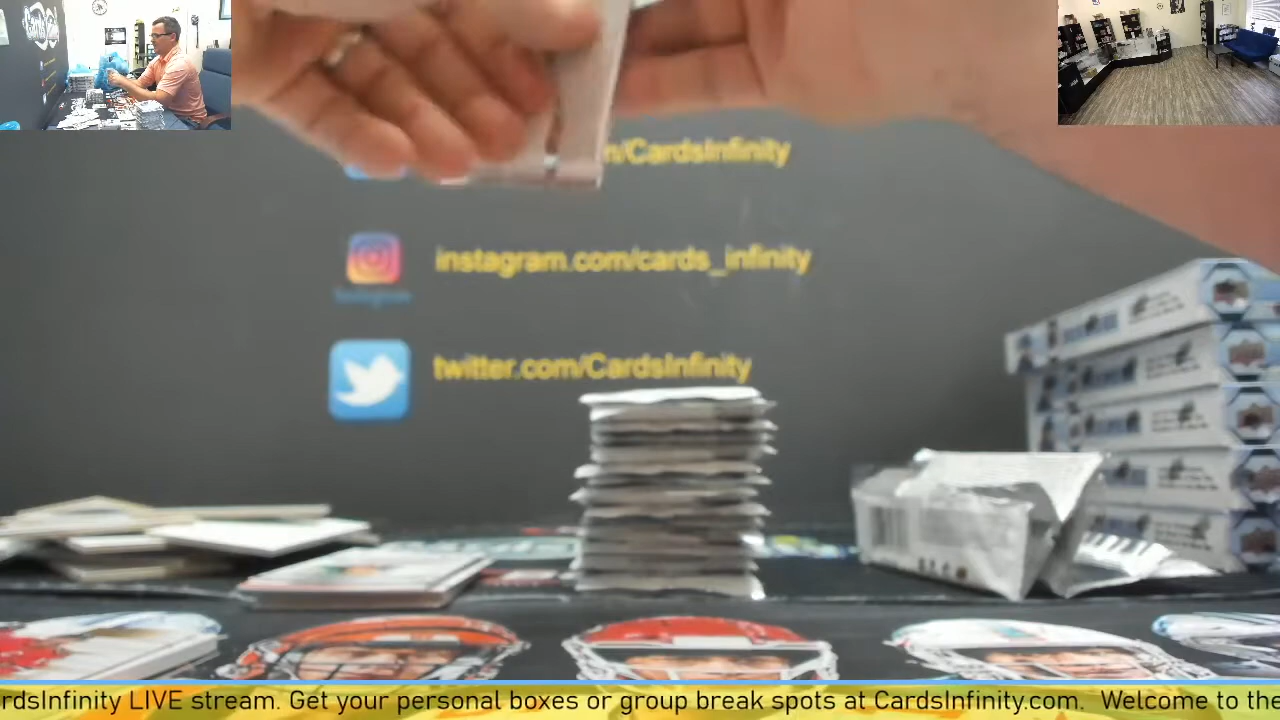 n/CardsInfinity
instagram.com/cards_infinity
Instagram
twitter.com/CardsInfinity
rdsInfinity LIVE stream. Get your personal boxes or group break spots at CardsInfinity.com. Welcome to the